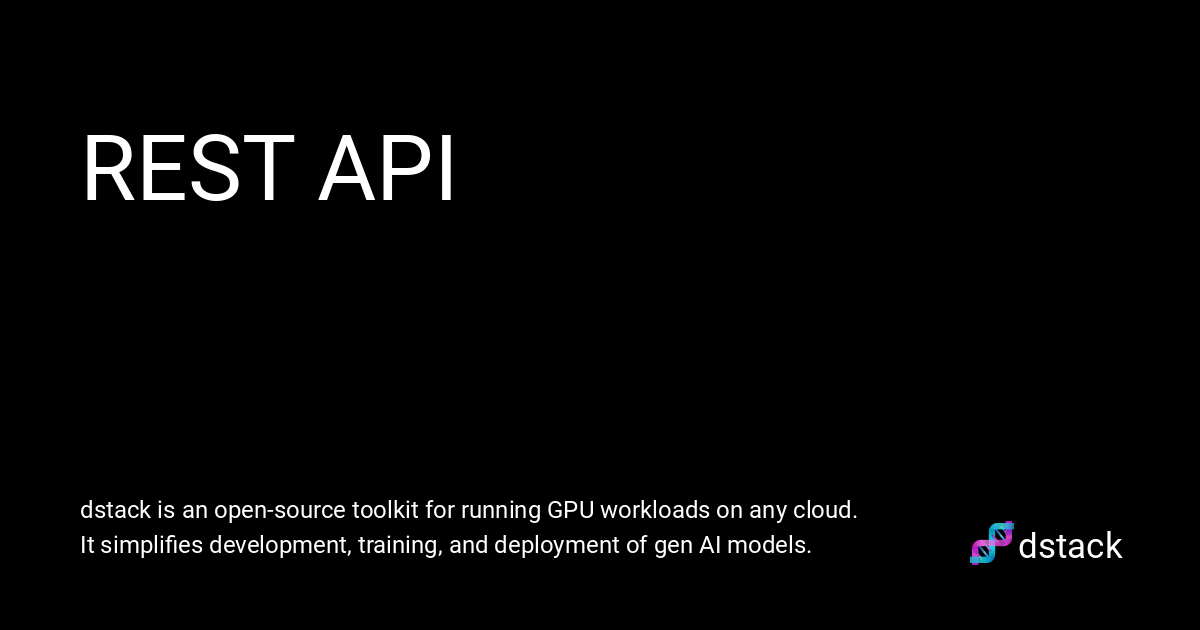 REST API
dstack is an open-source toolkit for running GPU workloads on any cloud.
It simplifies development, training, and deployment of gen AI models.
dstack